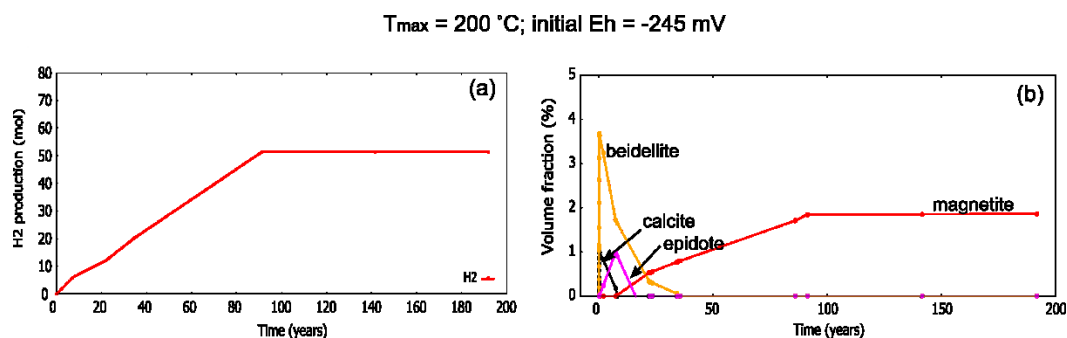 Tmax = 200 °C; initial Eh = -245 mV
(a)
H2 production (mol)
80
70
60
50
40
30
20
10
0
H2
0 20 40 60 80 100 120 140 160 180 200
Time (years)
(b)
Volume fraction (%)
5
4
3
2
1
0
beidellite
calcite
epidote
magnetite
0 50 100 150 200
Time (years)